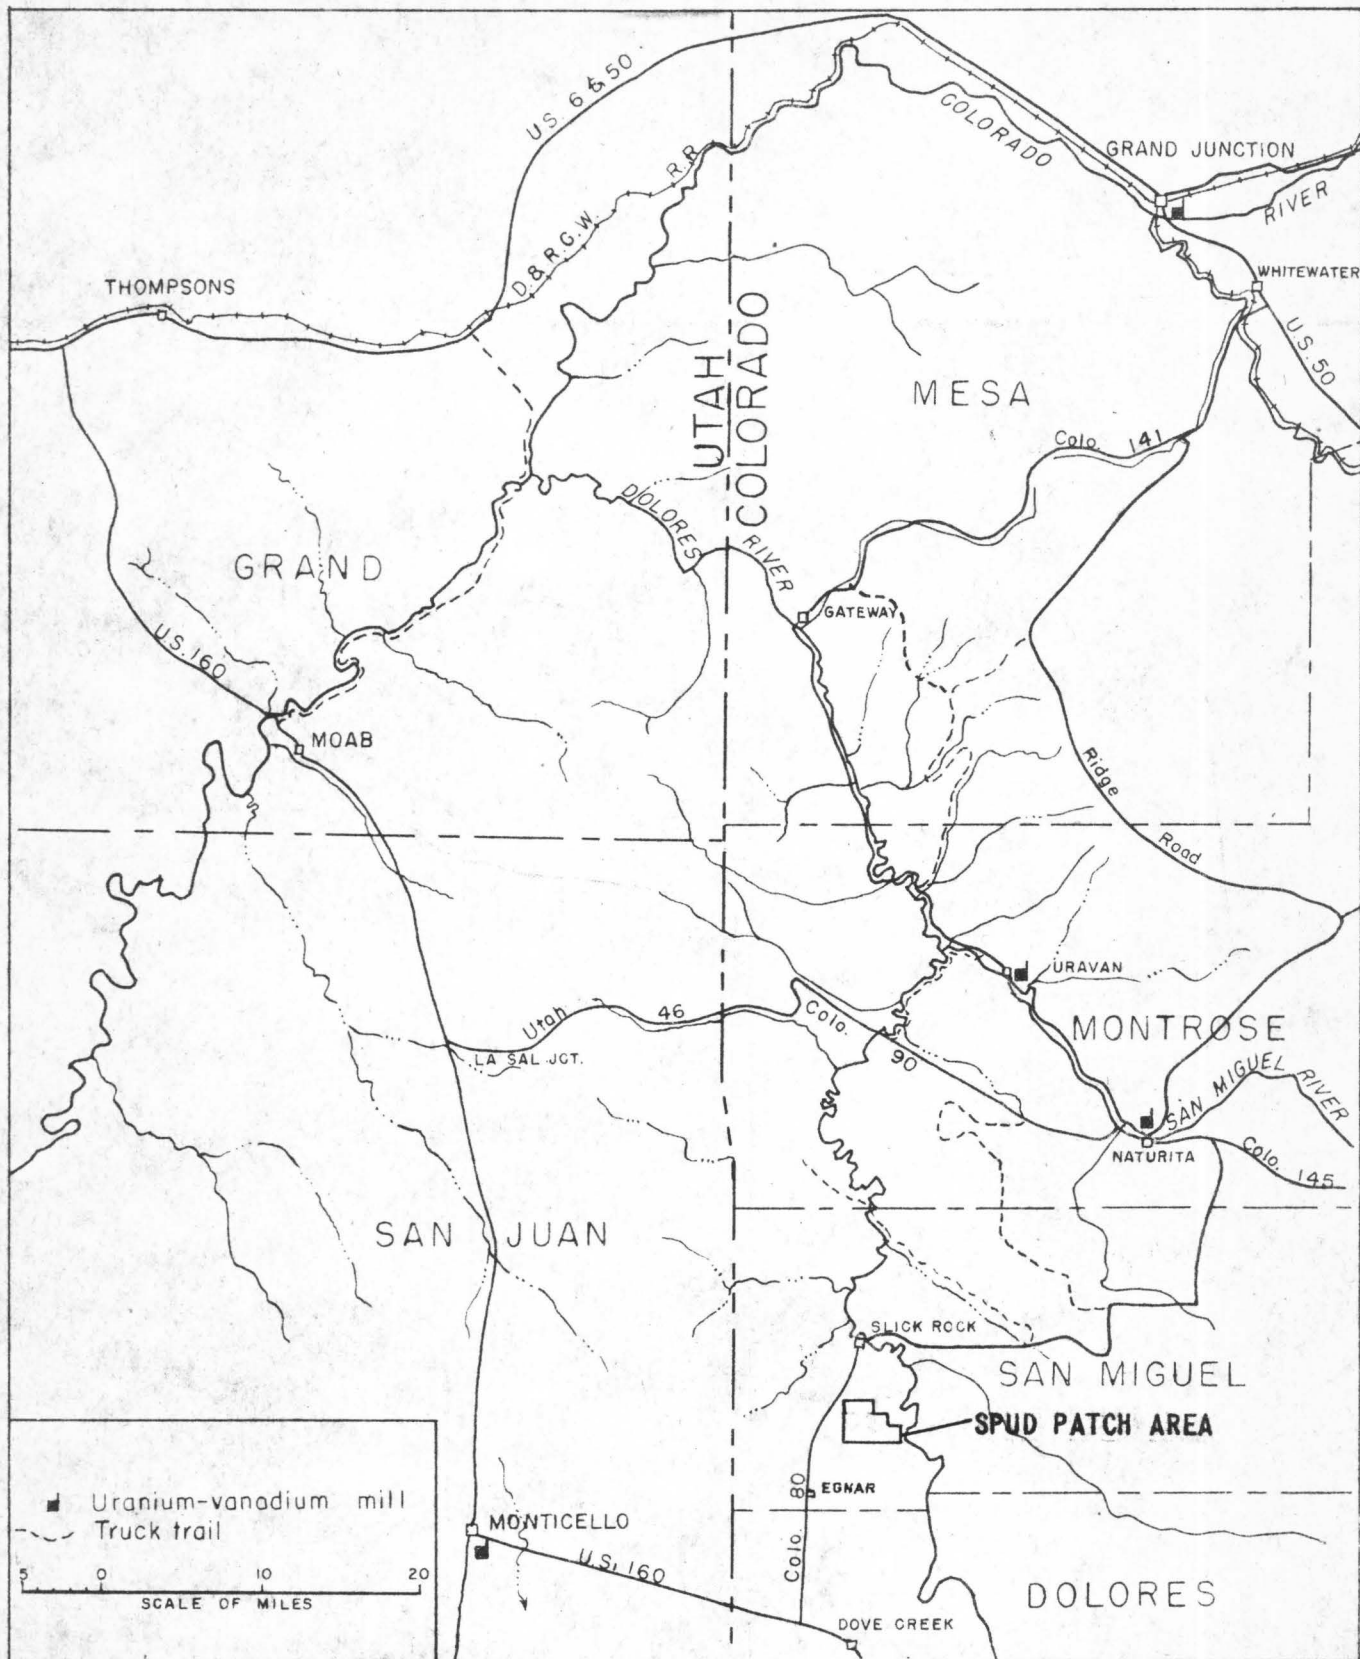 U.S. 6 & 50
COLORADO
GRAND JUNCTION
RIVER
D. & R.G.W. R.R.
WHITEWATER
THOMPSONS
UTAH
COLORADO
U.S. 50
MESA
Colo. 141
DOLORES RIVER
GRAND
GATEWAY
U.S. 160
MOAB
Ridge Road
URAVAN
Utah 46
Colo. 90
MONTROSE
LA SAL JCT.
SAN MIGUEL RIVER
NATURITA
Colo. 145
SAN JUAN
SLICK ROCK
SAN MIGUEL
SPUD PATCH AREA
Colo. 80
EGNAR
Uranium-vanadium mill
Truck trail
MONTICELLO
U.S. 160
5 0 10 20
SCALE OF MILES
DOLORES
DOVE CREEK